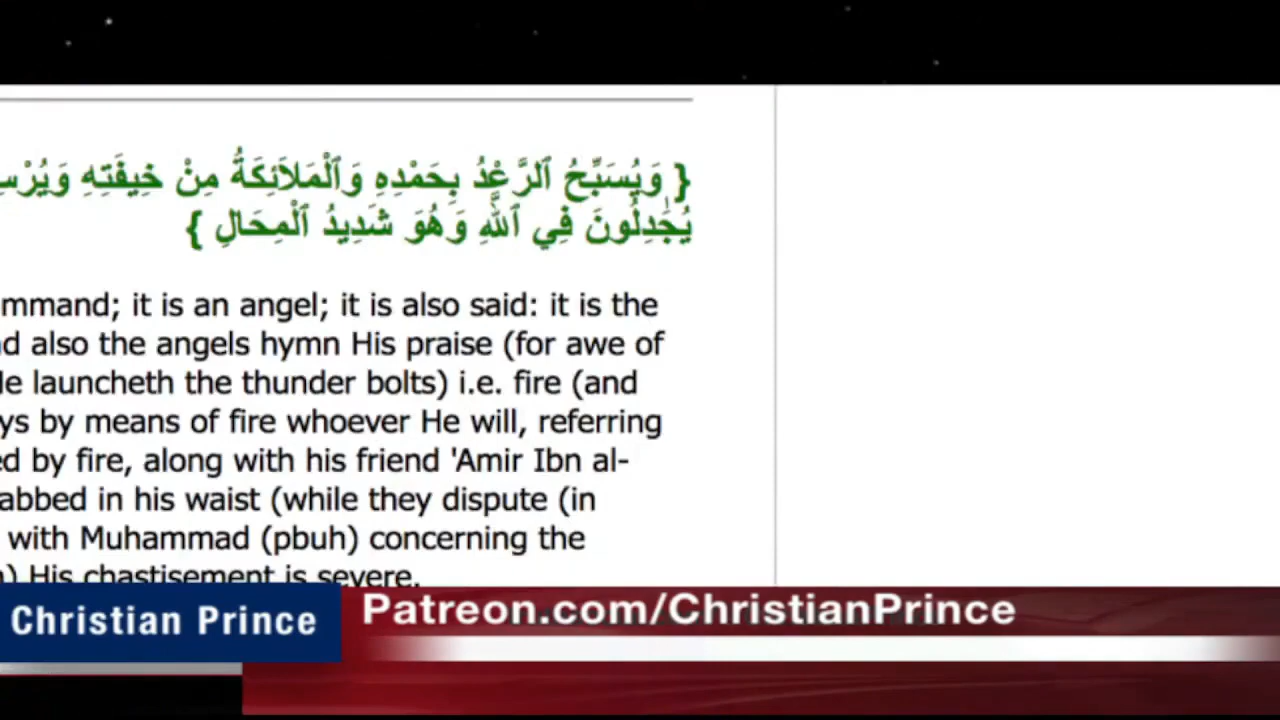 { وَيُسَبِّحُ ٱلرَّعْدُ بِحَمْدِهِ وَٱلْمَلاَئِكَةُ مِنْ خِيفَتِهِ
يُجَٰدِلُونَ فِي ٱللَّهِ وَهُوَ شَدِيدُ ٱلْمِحَالِ }
mmand; it is an angel; it is also said: it is the
d also the angels hymn His praise (for awe of
He launcheth the thunder bolts) i.e. fire (and
ys by means of fire whoever He will, referring
ed by fire, along with his friend 'Amir Ibn al-
abbed in his waist (while they dispute (in
with Muhammad (pbuh) concerning the
) His chastisement is severe.
Christian Prince
Patreon.com/ChristianPrince